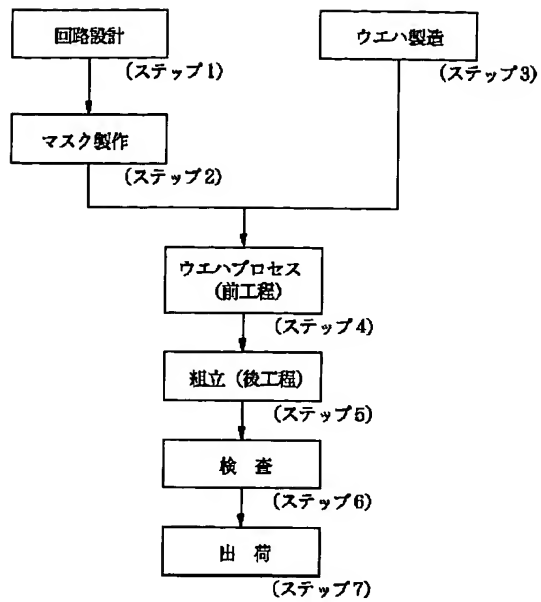 回路設計
(ステップ1)
ウエハ製造
(ステップ3)
マスク製作
(ステップ2)
ウエハプロセス
(前工程)
(ステップ4)
組立(後工程)
(ステップ5)
検 査
(ステップ6)
出 荷
(ステップ7)